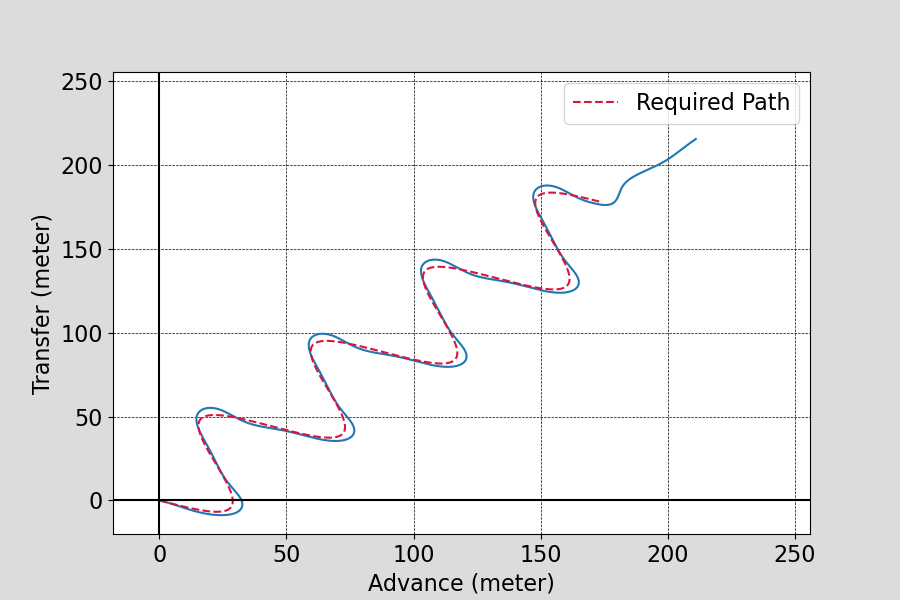 Required Path
Transfer (meter)
250
200
150
100
50
0
0 50 100 150 200 250
Advance (meter)